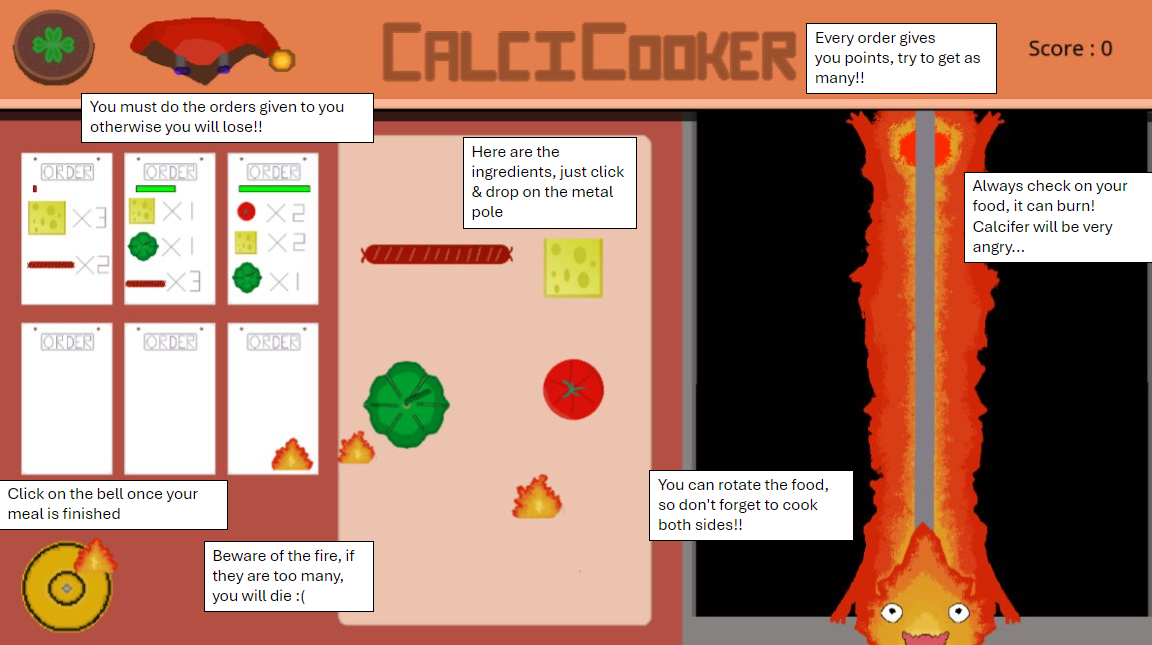 CALCICOOKER
Every order gives
you points, try to get as
many!!
Score : 0
You must do the orders given to you
otherwise you will lose!!
Here are the
ingredients, just click
& drop on the metal
pole
ORDER
ORDER
ORDER
X3
X2
X1
X1
X3
X2
X2
X1
Always check on your
food, it can burn!
Calcifer will be very
angry...
ORDER
ORDER
ORDER
Click on the bell once your
meal is finished
You can rotate the food,
so don't forget to cook
both sides!!
Beware of the fire, if
they are too many,
you will die :(